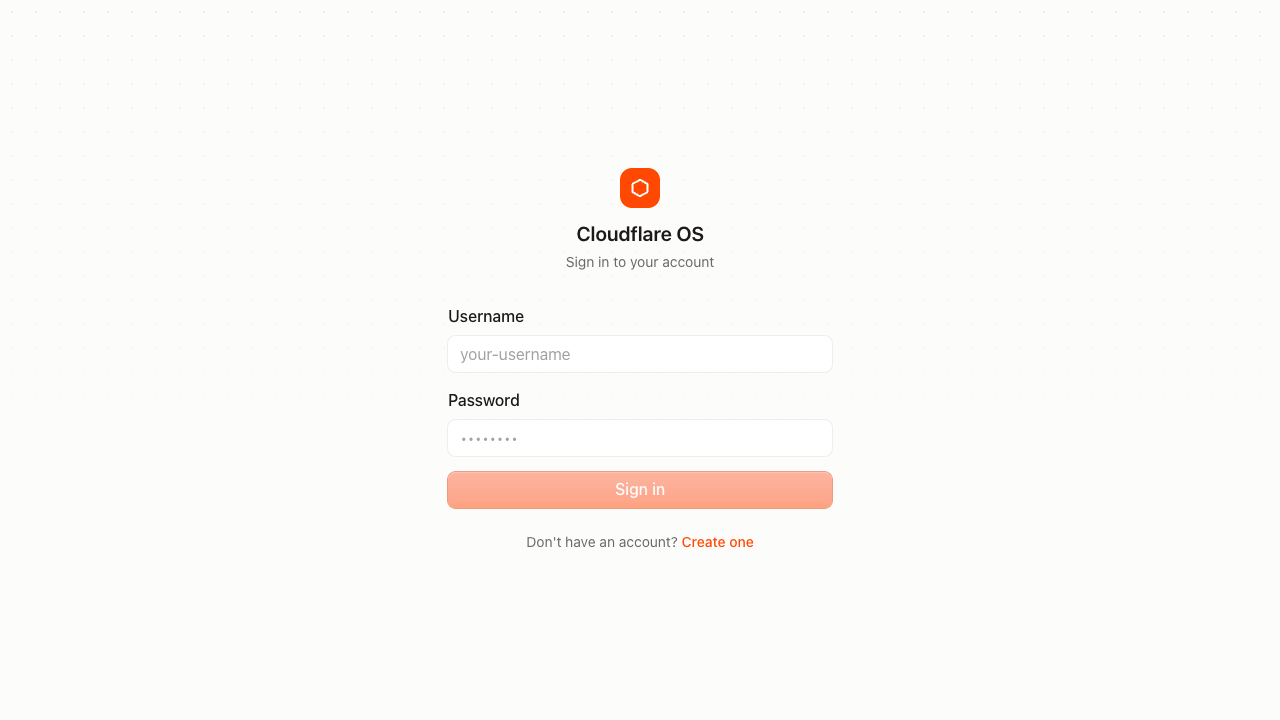 Cloudflare OS
Sign in to your account
Username
your-username
Password
••••••••
Sign in
Don't have an account? Create one